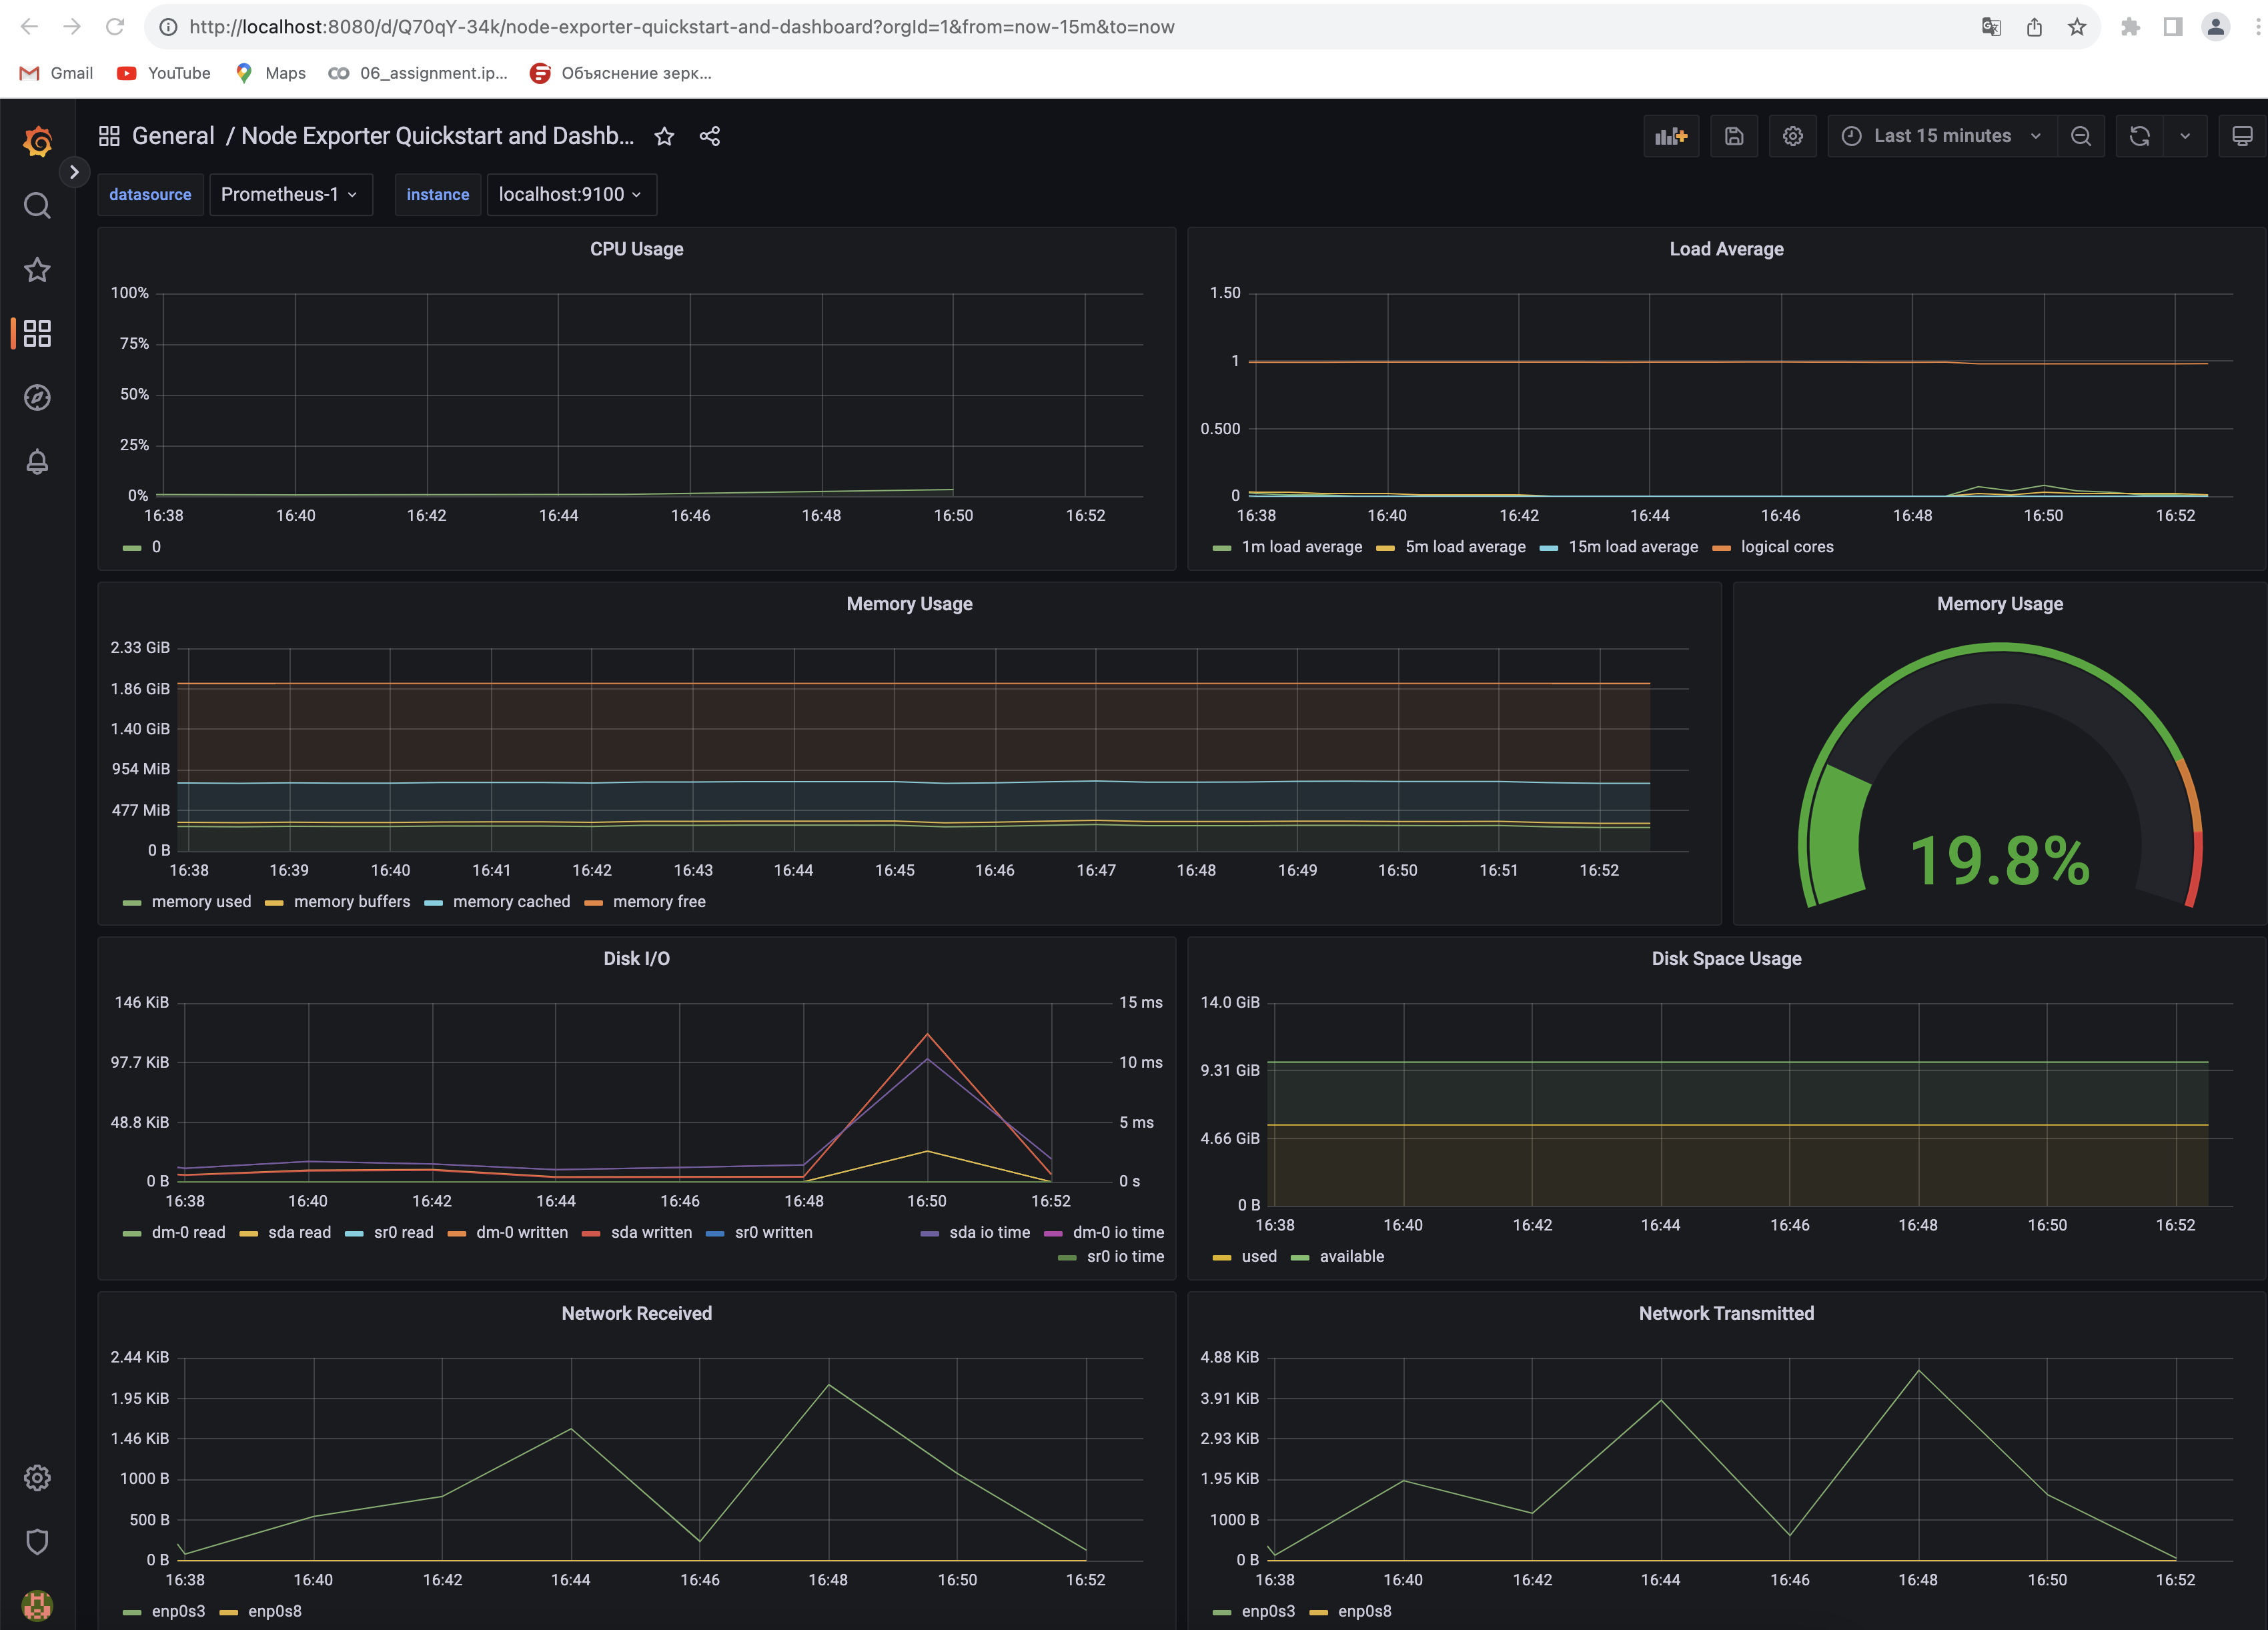 http://localhost:8080/d/Q70qY-34k/node-exporter-quickstart-and-dashboard?orgId=1&from=now-15m&to=now
Gmail YouTube Maps 06_assignment.ip... Объяснение зерк...
General / Node Exporter Quickstart and Dashb... Last 15 minutes
datasource Prometheus-1 instance localhost:9100
CPU Usage
100%
75%
50%
25%
0%
16:38 16:40 16:42 16:44 16:46 16:48 16:50 16:52
0
Load Average
1.50
1
0.500
0
16:38 16:40 16:42 16:44 16:46 16:48 16:50 16:52
1m load average 5m load average 15m load average logical cores
Memory Usage
2.33 GiB
1.86 GiB
1.40 GiB
954 MiB
477 MiB
0 B
16:38 16:39 16:40 16:41 16:42 16:43 16:44 16:45 16:46 16:47 16:48 16:49 16:50 16:51 16:52
memory used memory buffers memory cached memory free
Memory Usage
19.8%
Disk I/O
146 KiB
97.7 KiB
48.8 KiB
0 B
15 ms
10 ms
5 ms
0 s
16:38 16:40 16:42 16:44 16:46 16:48 16:50 16:52
dm-0 read sda read sr0 read dm-0 written sda written sr0 written sda io time dm-0 io time
sr0 io time
Disk Space Usage
14.0 GiB
9.31 GiB
4.66 GiB
0 B
16:38 16:40 16:42 16:44 16:46 16:48 16:50 16:52
used available
Network Received
2.44 KiB
1.95 KiB
1.46 KiB
1000 B
500 B
0 B
16:38 16:40 16:42 16:44 16:46 16:48 16:50 16:52
enp0s3 enp0s8
Network Transmitted
4.88 KiB
3.91 KiB
2.93 KiB
1.95 KiB
1000 B
0 B
16:38 16:40 16:42 16:44 16:46 16:48 16:50 16:52
enp0s3 enp0s8